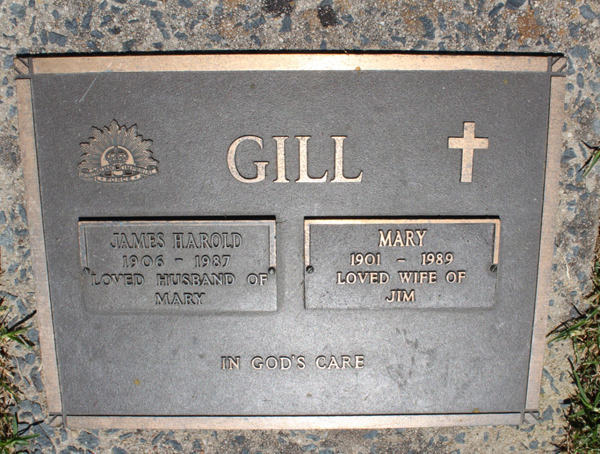 GILL
JAMES HAROLD
1906 - 1987
LOVED HUSBAND OF
MARY
MARY
1901 - 1989
LOVED WIFE OF
JIM
IN GOD'S CARE